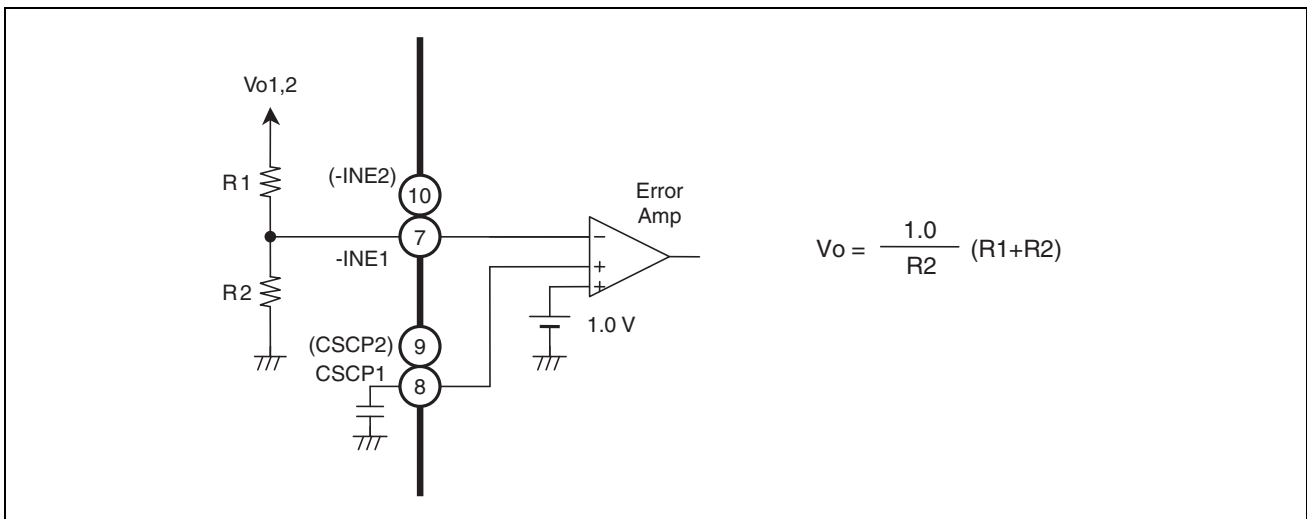 Vo1,2
R1
(-INE2)
10
Error
Amp
7
−
-INE1
+
R2
+
1.0 V
(CSCP2)
9
CSCP1
8
Vo = 1.0 / R2 (R1+R2)